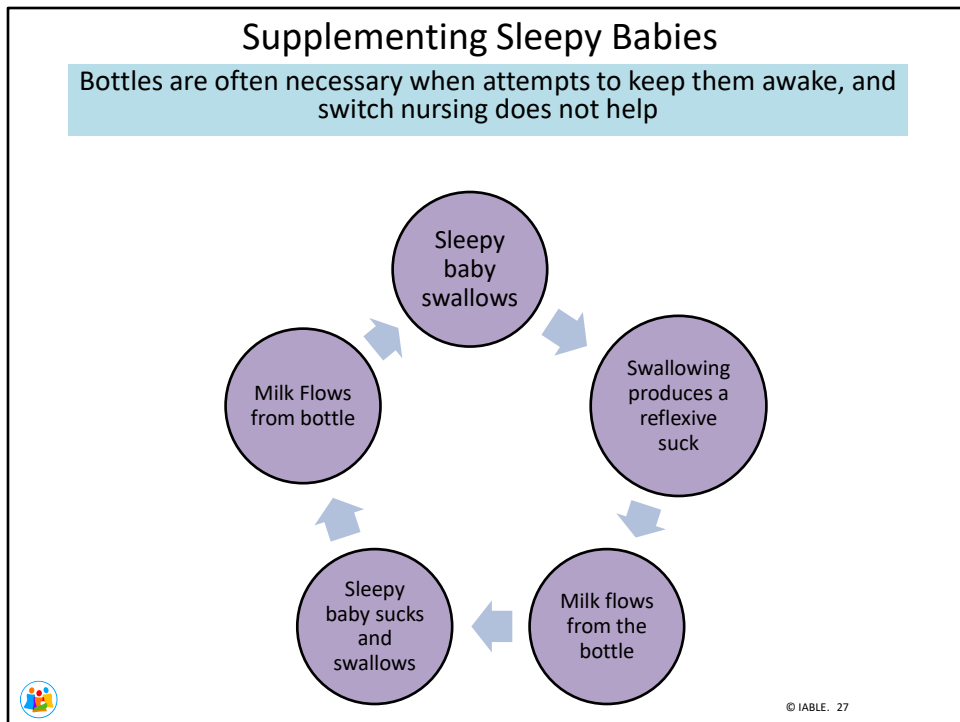 Supplementing Sleepy Babies
Bottles are often necessary when attempts to keep them awake, and
switch nursing does not help
Sleepy
baby
swallows
Swallowing
produces a
reflexive
suck
Milk flows
from the
bottle
Sleepy
baby sucks
and
swallows
Milk Flows
from bottle
© IABLE. 27